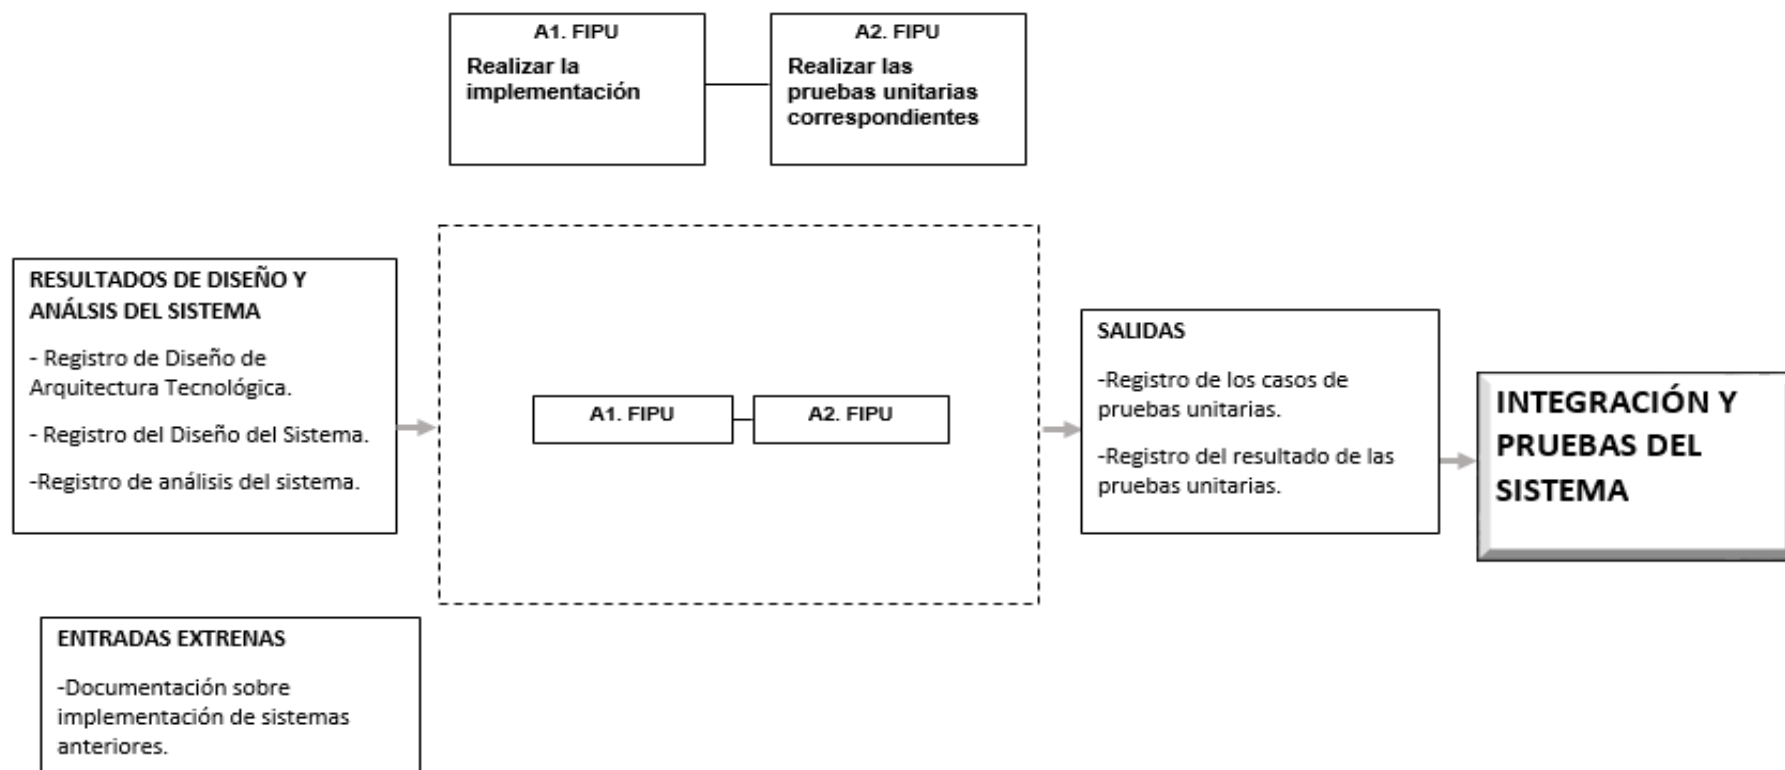 A1. FIPU
Realizar la
implementación
A2. FIPU
Realizar las
pruebas unitarias
correspondientes
RESULTADOS DE DISEÑO Y
ANÁLSIS DEL SISTEMA
- Registro de Diseño de
Arquitectura Tecnológica.
- Registro del Diseño del Sistema.
-Registro de análisis del sistema.
A1. FIPU
A2. FIPU
SALIDAS
-Registro de los casos de
pruebas unitarias.
-Registro del resultado de las
pruebas unitarias.
INTEGRACIÓN Y
PRUEBAS DEL
SISTEMA
ENTRADAS EXTRENAS
-Documentación sobre
implementación de sistemas
anteriores.